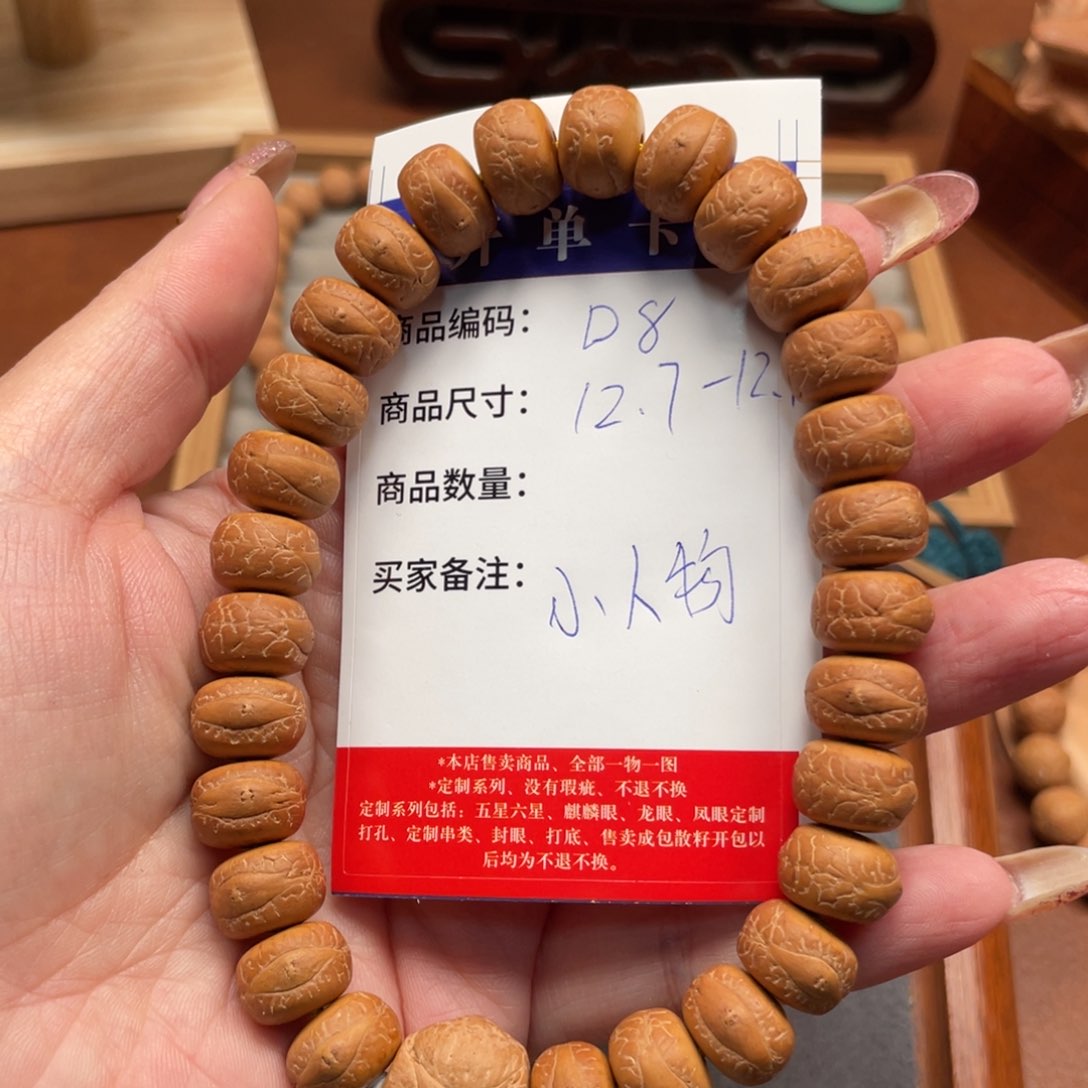 开单卡
商品编码： D8
商品尺寸： 12.7-12.
商品数量：
买家备注： 小人物
*本店售卖商品、全部一物一图
*定制系列、没有瑕疵、不退不换
定制系列包括：五星六星、麒麟眼、龙眼、凤眼定制
打孔、定制串类、封眼、打底、售卖成包散籽开包以
后均为不退不换。